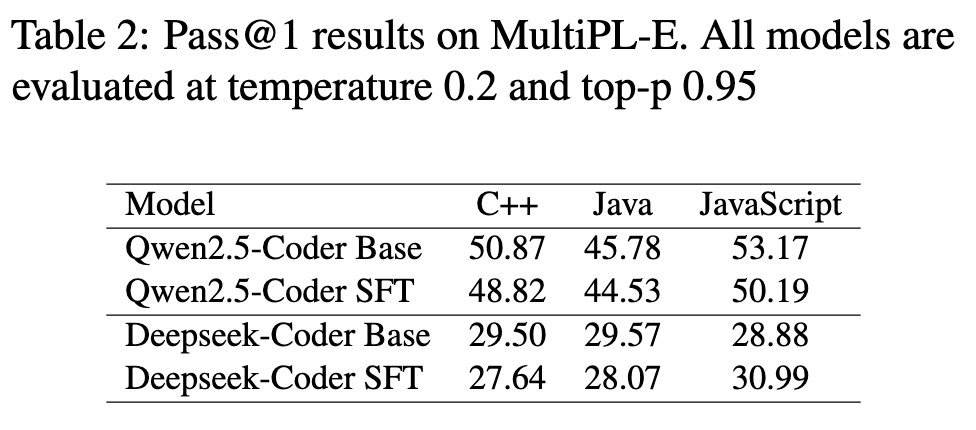 Table 2: Pass@1 results on MultiPL-E. All models are
evaluated at temperature 0.2 and top-p 0.95
Model C++ Java JavaScript
Qwen2.5-Coder Base 50.87 45.78 53.17
Qwen2.5-Coder SFT 48.82 44.53 50.19
Deepseek-Coder Base 29.50 29.57 28.88
Deepseek-Coder SFT 27.64 28.07 30.99